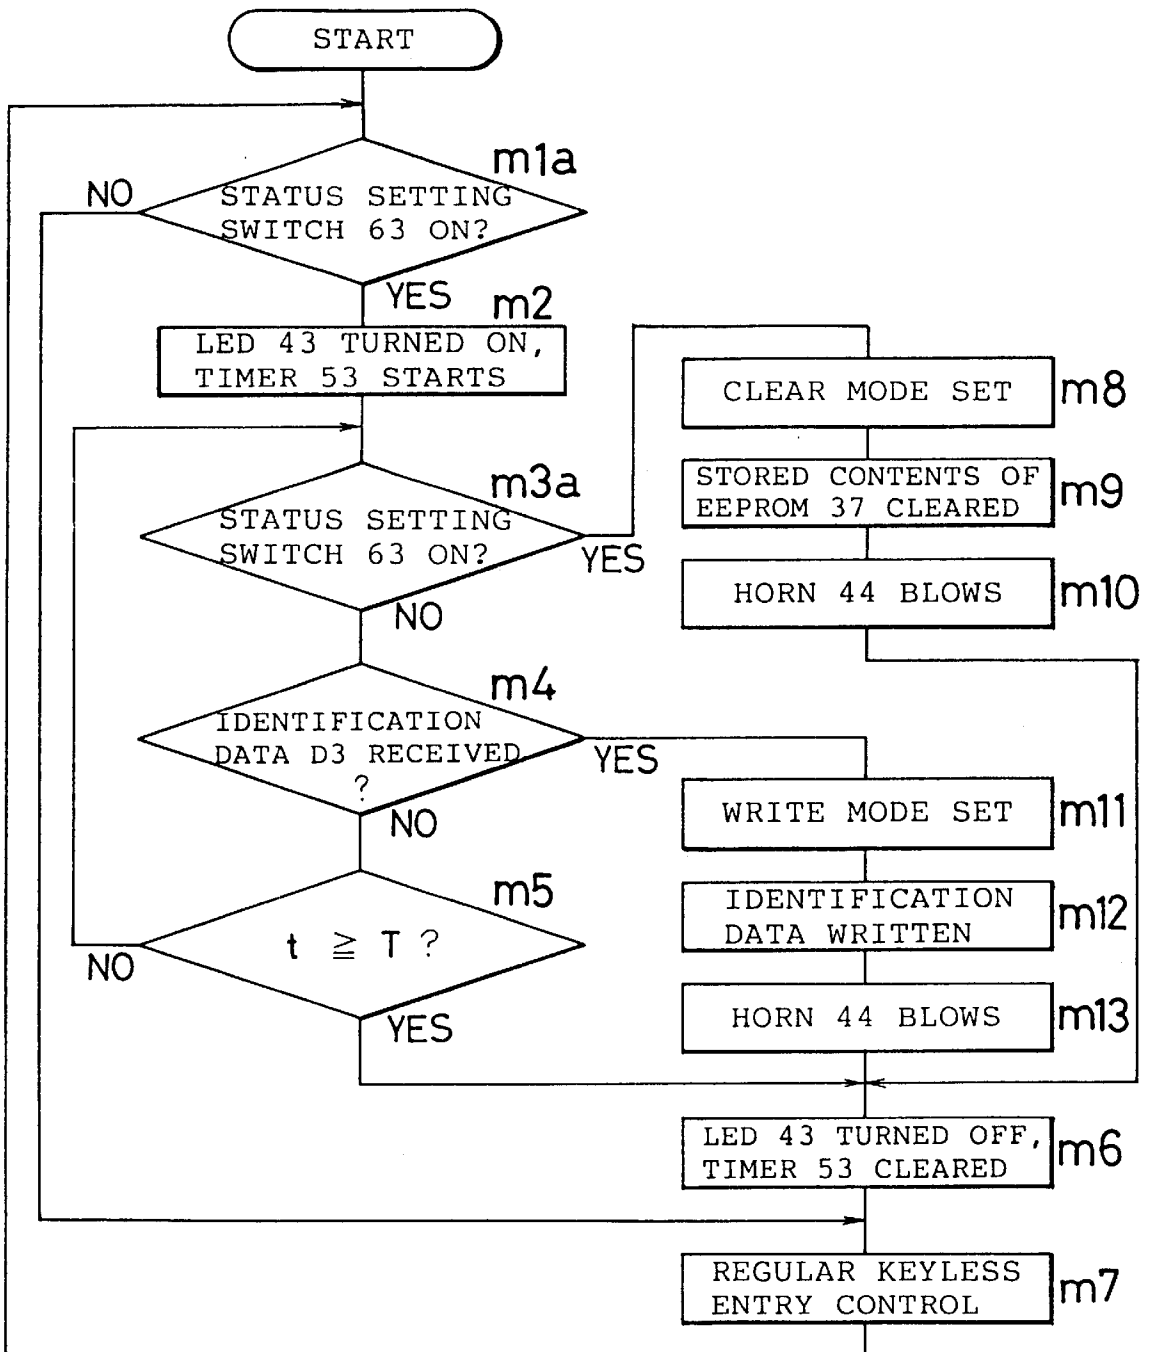 START
m1a
NO
STATUS SETTING
SWITCH 63 ON?
YES
m2
LED 43 TURNED ON,
TIMER 53 STARTS
m3a
STATUS SETTING
SWITCH 63 ON?
YES
NO
m4
IDENTIFICATION
DATA D3 RECEIVED
?
YES
NO
m5
t ≧ T ?
NO
YES
CLEAR MODE SET
m8
STORED CONTENTS OF
EEPROM 37 CLEARED
m9
HORN 44 BLOWS
m10
WRITE MODE SET
m11
IDENTIFICATION
DATA WRITTEN
m12
HORN 44 BLOWS
m13
LED 43 TURNED OFF,
TIMER 53 CLEARED
m6
REGULAR KEYLESS
ENTRY CONTROL
m7